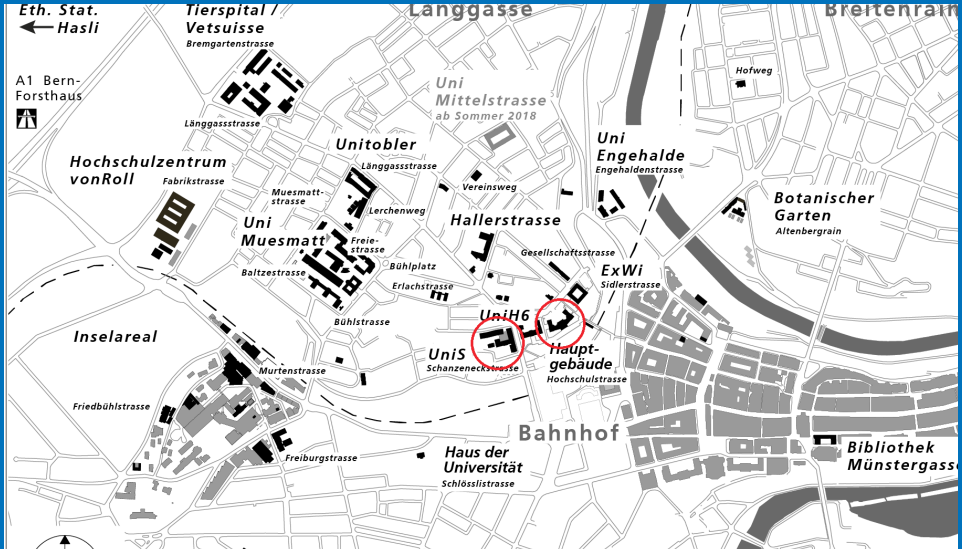 Eth. Stat.
Hasli
Tierspital /
Vetsuisse
Bremgartenstrasse
Länggasse
Breitenrain
A1 Bern-
Forsthaus
Hofweg
Uni
Mittelstrasse
ab Sommer 2018
Länggassstrasse
Unitobler
Länggassstrasse
Uni
Engehalde
Engehaldenstrasse
Hochschulzentrum
vonRoll
Fabrikstrasse
Muesmatt-
strasse
Vereinsweg
Lerchenweg
Botanischer
Garten
Altenbergrain
Uni
Muesmatt
Freie-
strasse
Hallerstrasse
Gesellschaftsstrasse
Baltzestrasse
Bühlplatz
Erlachstrasse
ExWi
Sidlerstrasse
Bühlstrasse
UniH6
Inselareal
UniS
Schanzeneckstrasse
Haupt-
gebäude
Hochschulstrasse
Murtenstrasse
Friedbühlstrasse
Bahnhof
Freiburgstrasse
Haus der
Universität
Schlösslistrasse
Bibliothek
Münstergasse